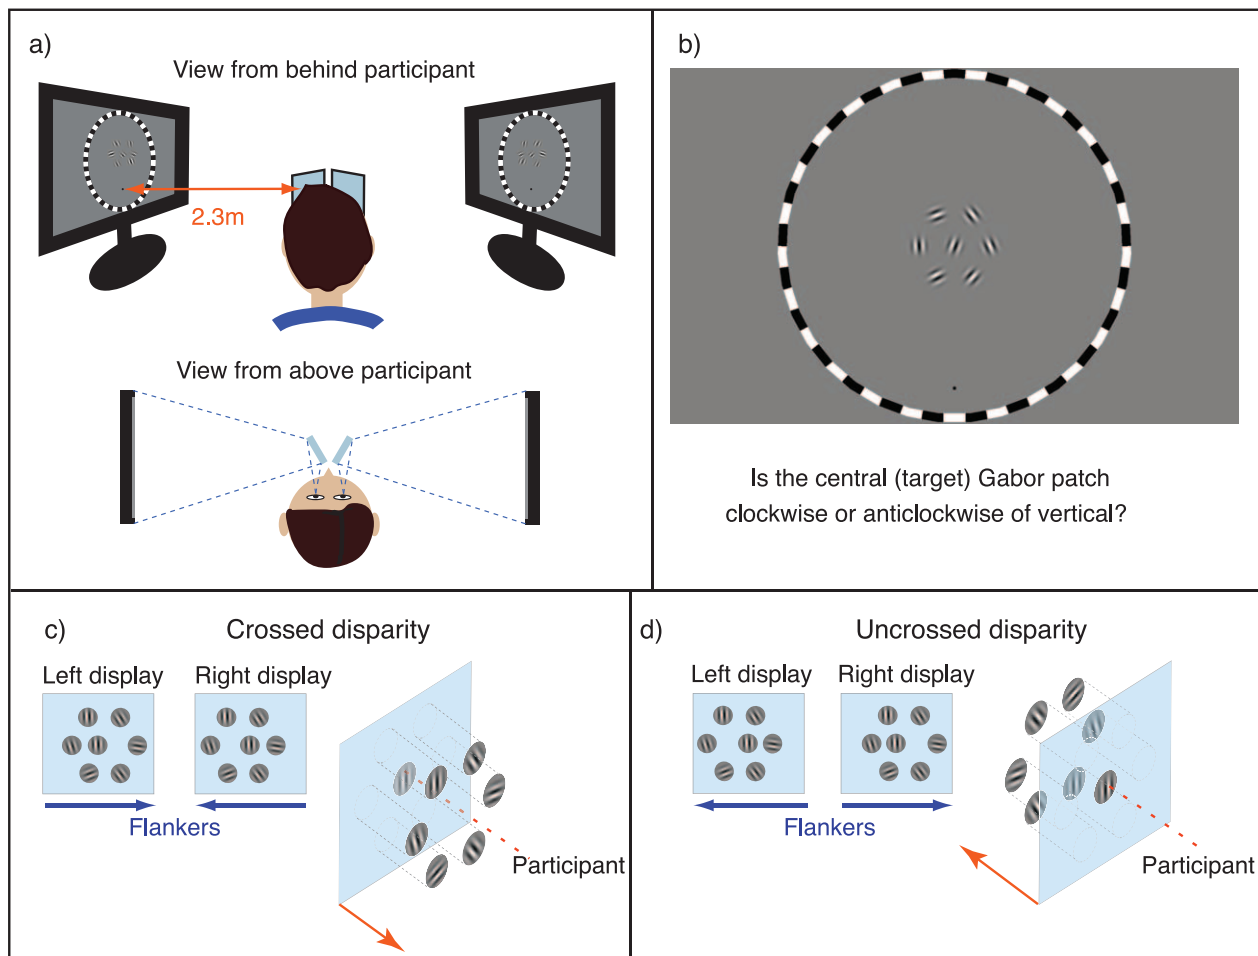 a)
View from behind participant
2.3m
View from above participant
b)
Is the central (target) Gabor patch
clockwise or anticlockwise of vertical?
c)
Crossed disparity
Left display
Right display
Flankers
Participant
d)
Uncrossed disparity
Left display
Right display
Flankers
Participant